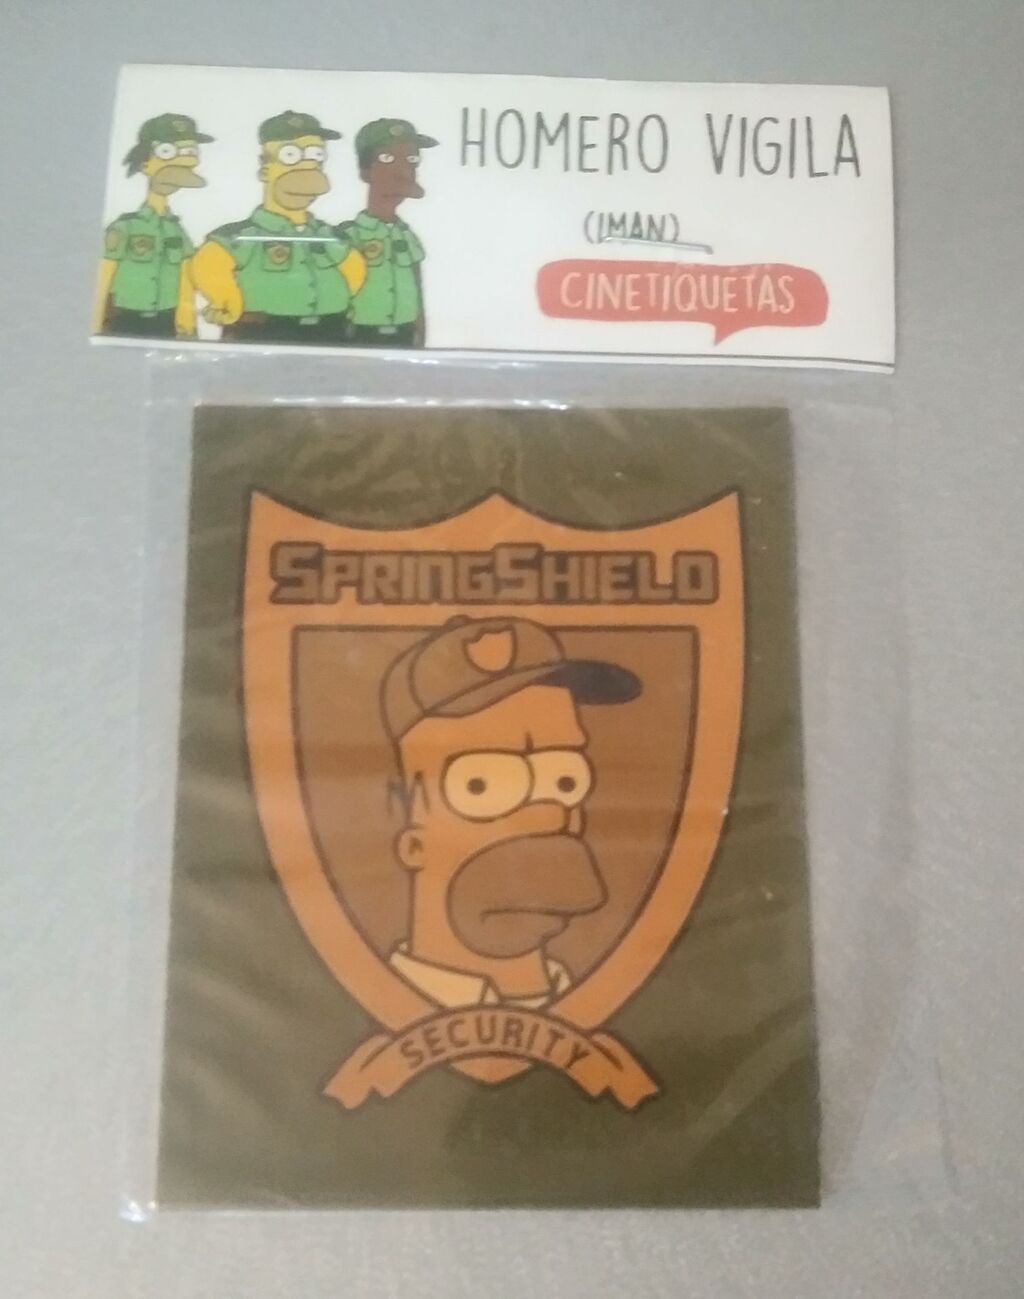 HOMERO VIGILA
(IMAN)
CINETIQUETAS
SPRINGSHIELD
SECURITY